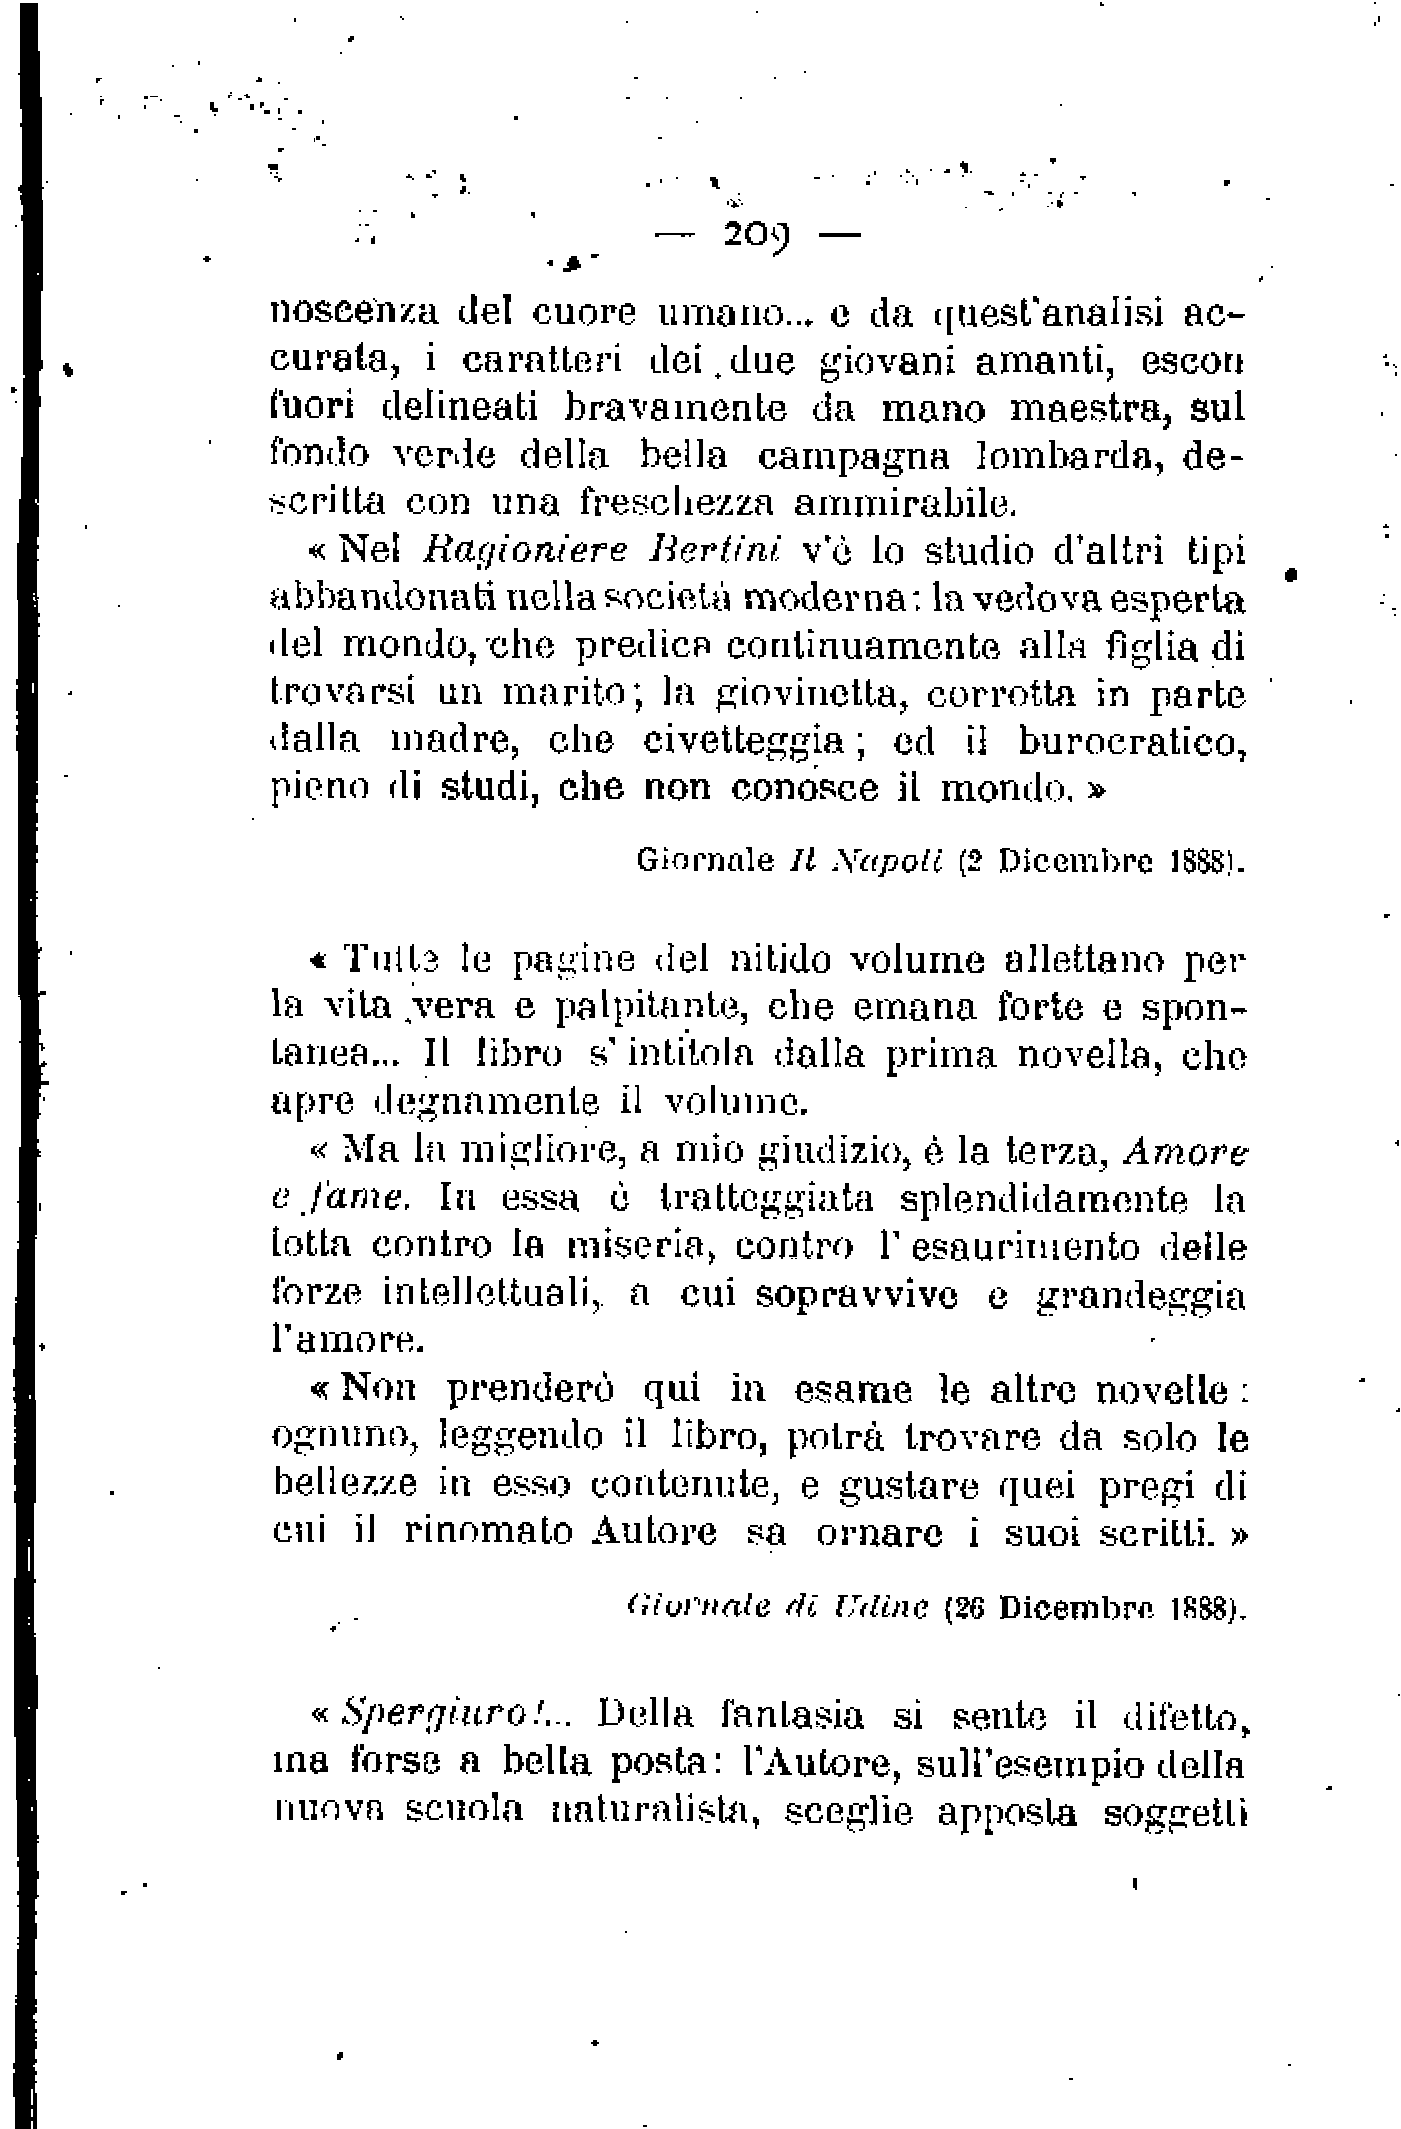 — 209 —
noscenza del cuore umano... e da quest'analisi ac-
curata, i caratteri dei due giovani amanti, escon
fuori delineati bravamente da mano maestra, sul
fondo verde della bella campagna lombarda, de-
scritta con una freschezza ammirabile.
« Nel Ragioniere Bertini v'è lo studio d'altri tipi
abbandonati nella società moderna: la vedova esperta
del mondo, che predica continuamente alla figlia di
trovarsi un marito; la giovinetta, corrotta in parte
dalla madre, che civetteggia; ed il burocratico,
pieno di studi, che non conosce il mondo. »
Giornale Il Napoli (2 Dicembre 1888).
« Tutte le pagine del nitido volume allettano per
la vita vera e palpitante, che emana forte e spon-
tanea... Il libro s'intitola dalla prima novella, che
apre degnamente il volume.
« Ma la migliore, a mio giudizio, è la terza, Amore
e fame. In essa è tratteggiata splendidamente la
lotta contro la miseria, contro l'esaurimento delle
forze intellettuali, a cui sopravvive e grandeggia
l'amore.
« Non prenderò qui in esame le altre novelle:
ognuno, leggendo il libro, potrà trovare da solo le
bellezze in esso contenute, e gustare quei pregi di
cui il rinomato Autore sa ornare i suoi scritti. »
Giornale di Udine (26 Dicembre 1888).
« Spergiuro!... Della fantasia si sente il difetto,
ma forse a bella posta: l'Autore, sull'esempio della
nuova scuola naturalista, sceglie apposta soggetti